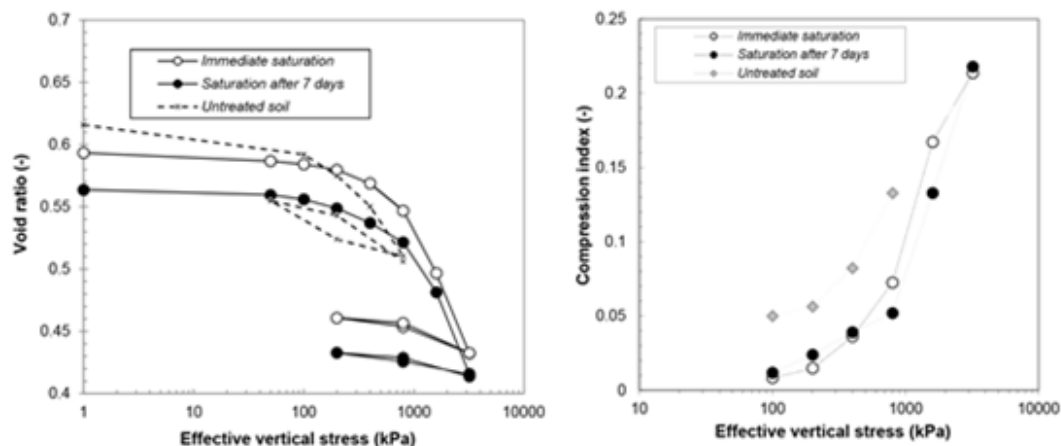 0.7
0.65
0.6
0.55
0.5
0.45
0.4
Void ratio (-)
Immediate saturation
Saturation after 7 days
Untreated soil
1
10
100
1000
10000
Effective vertical stress (kPa)
0.25
0.2
0.15
0.1
0.05
0
Compression index (-)
Immediate saturation
Saturation after 7 days
Untreated soil
10
100
1000
10000
Effective vertical stress (kPa)